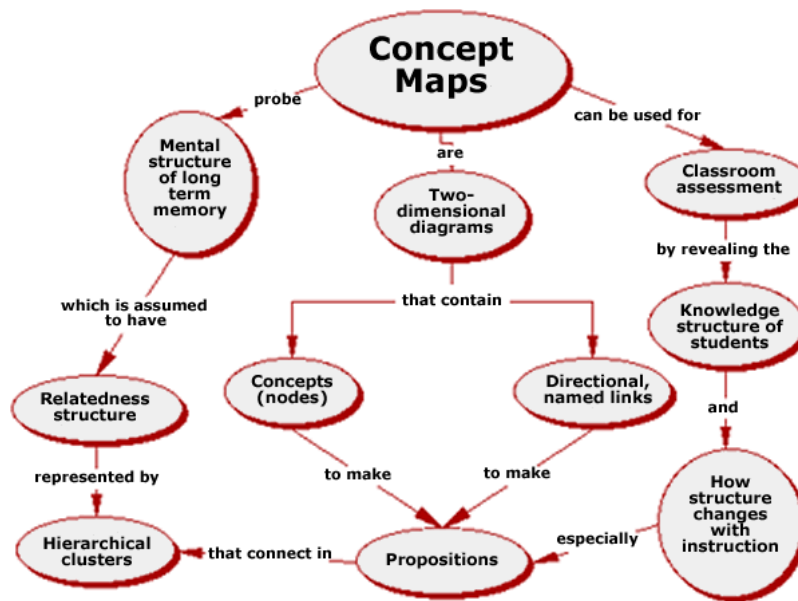 Concept
Maps
probe
can be used for
Mental
structure
of long
term
memory
are
Classroom
assessment
Two-
dimensional
diagrams
by revealing the
which is assumed
to have
that contain
Knowledge
structure of
students
Relatedness
structure
Concepts
(nodes)
Directional,
named links
and
represented by
to make
to make
How
structure
changes
with
instruction
especially
Hierarchical
clusters
that connect in
Propositions